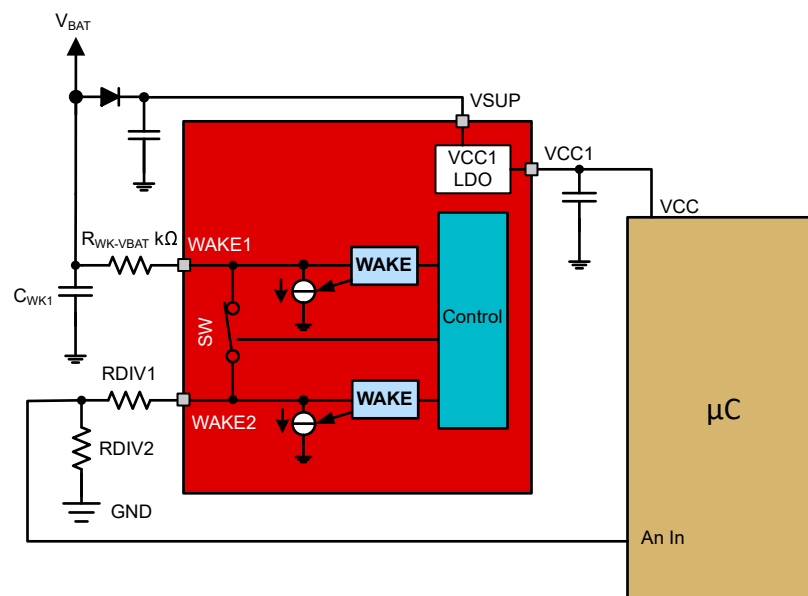 VBAT
VSUP
VCC1
LDO
VCC1
VCC
RWK-VBAT kΩ
WAKE1
WAKE
CWK1
SW
Control
RDIV1
WAKE2
WAKE
µC
RDIV2
GND
An In